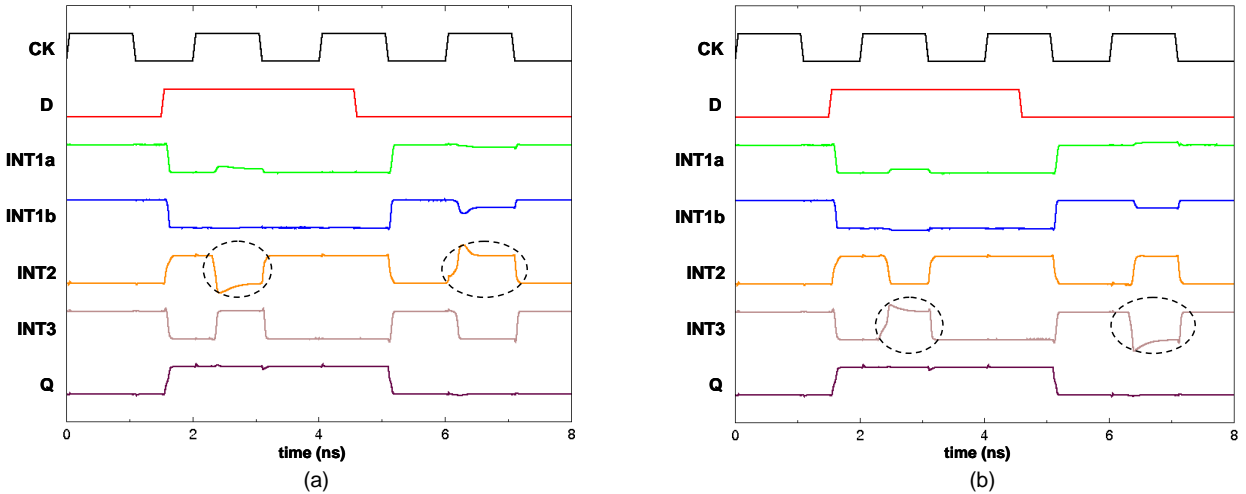 CK
D
INT1a
INT1b
INT2
INT3
Q
0 2 4 6 8
time (ns)
(a)
CK
D
INT1a
INT1b
INT2
INT3
Q
0 2 4 6 8
time (ns)
(b)